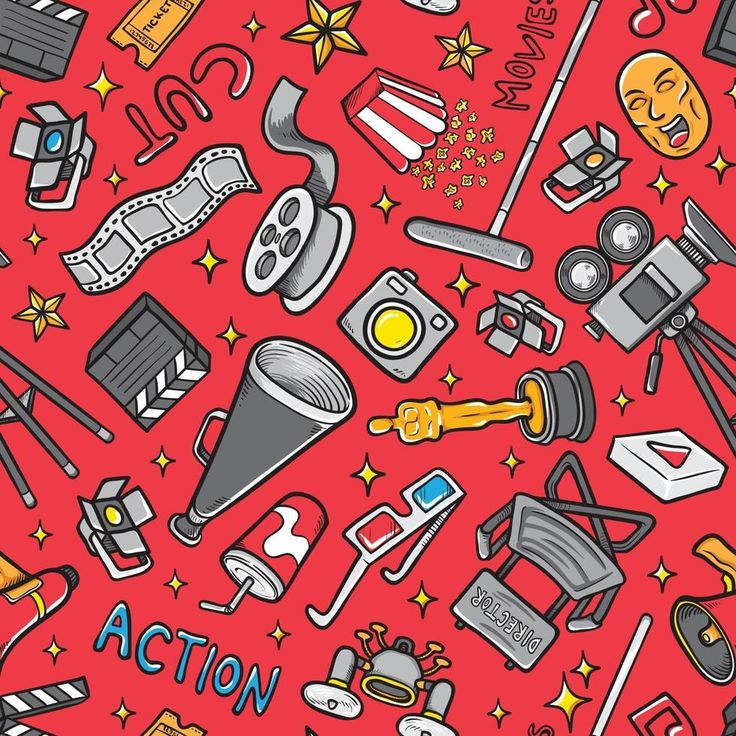 TICKET
CUT
MOVIES
DIRECTOR
ACTION